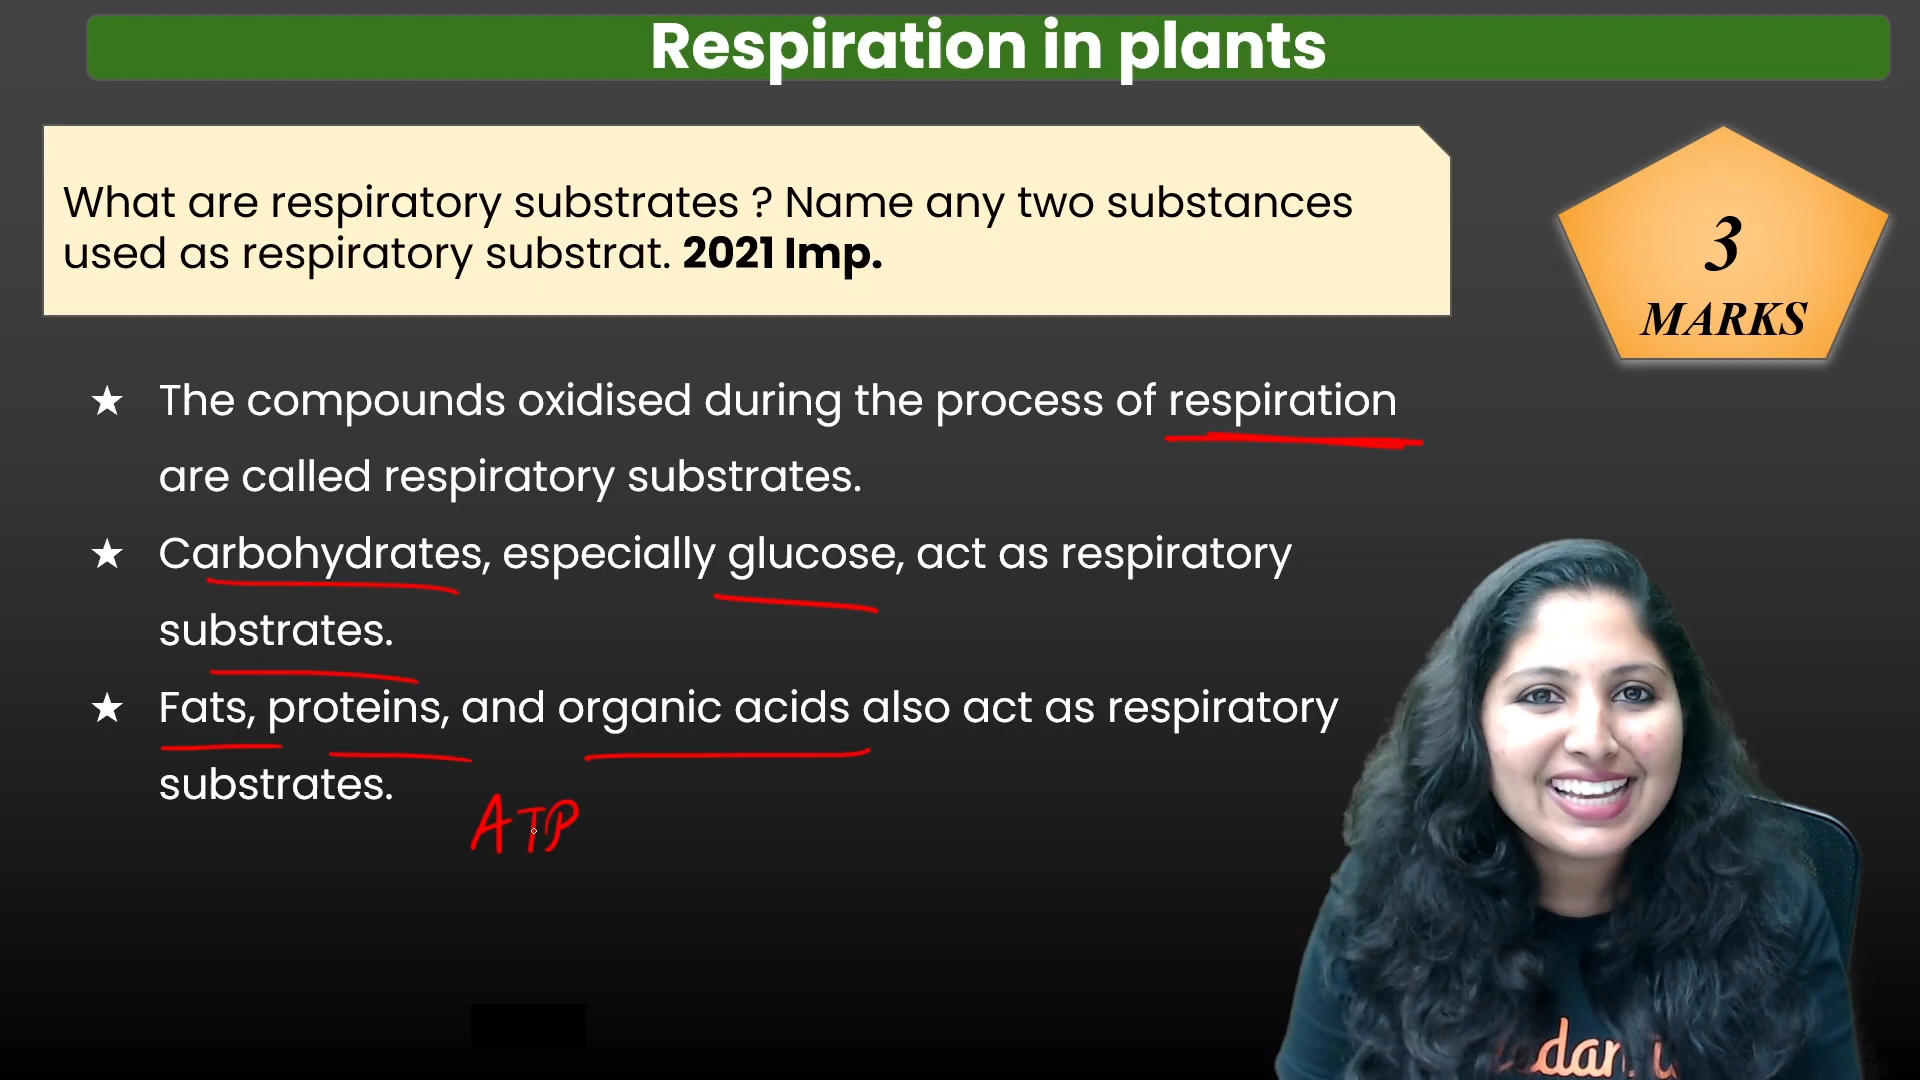 Respiration in plants
What are respiratory substrates ? Name any two substances
used as respiratory substrat. 2021 Imp.
3
MARKS
★ The compounds oxidised during the process of respiration
are called respiratory substrates.
★ Carbohydrates, especially glucose, act as respiratory
substrates.
★ Fats, proteins, and organic acids also act as respiratory
substrates.
ATP